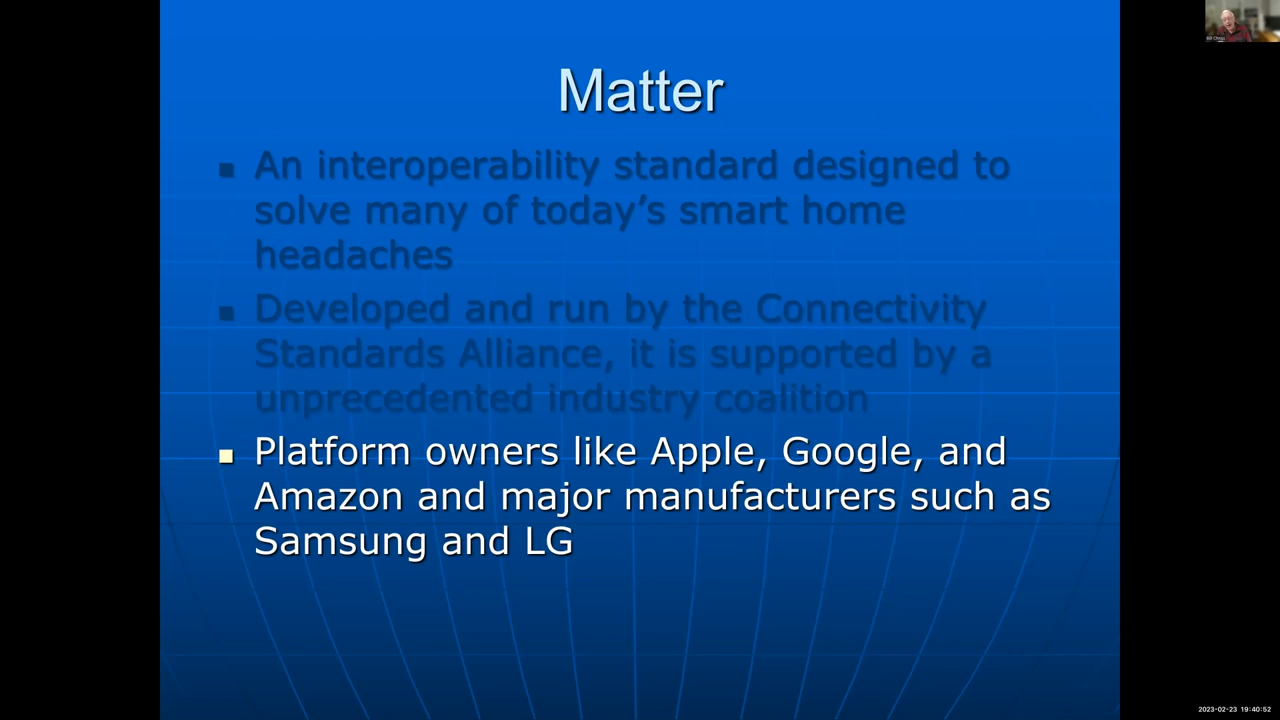 Matter
An interoperability standard designed to
solve many of today’s smart home
headaches
Developed and run by the Connectivity
Standards Alliance, it is supported by a
unprecedented industry coalition
Platform owners like Apple, Google, and
Amazon and major manufacturers such as
Samsung and LG
2023-02-23 19:40:52